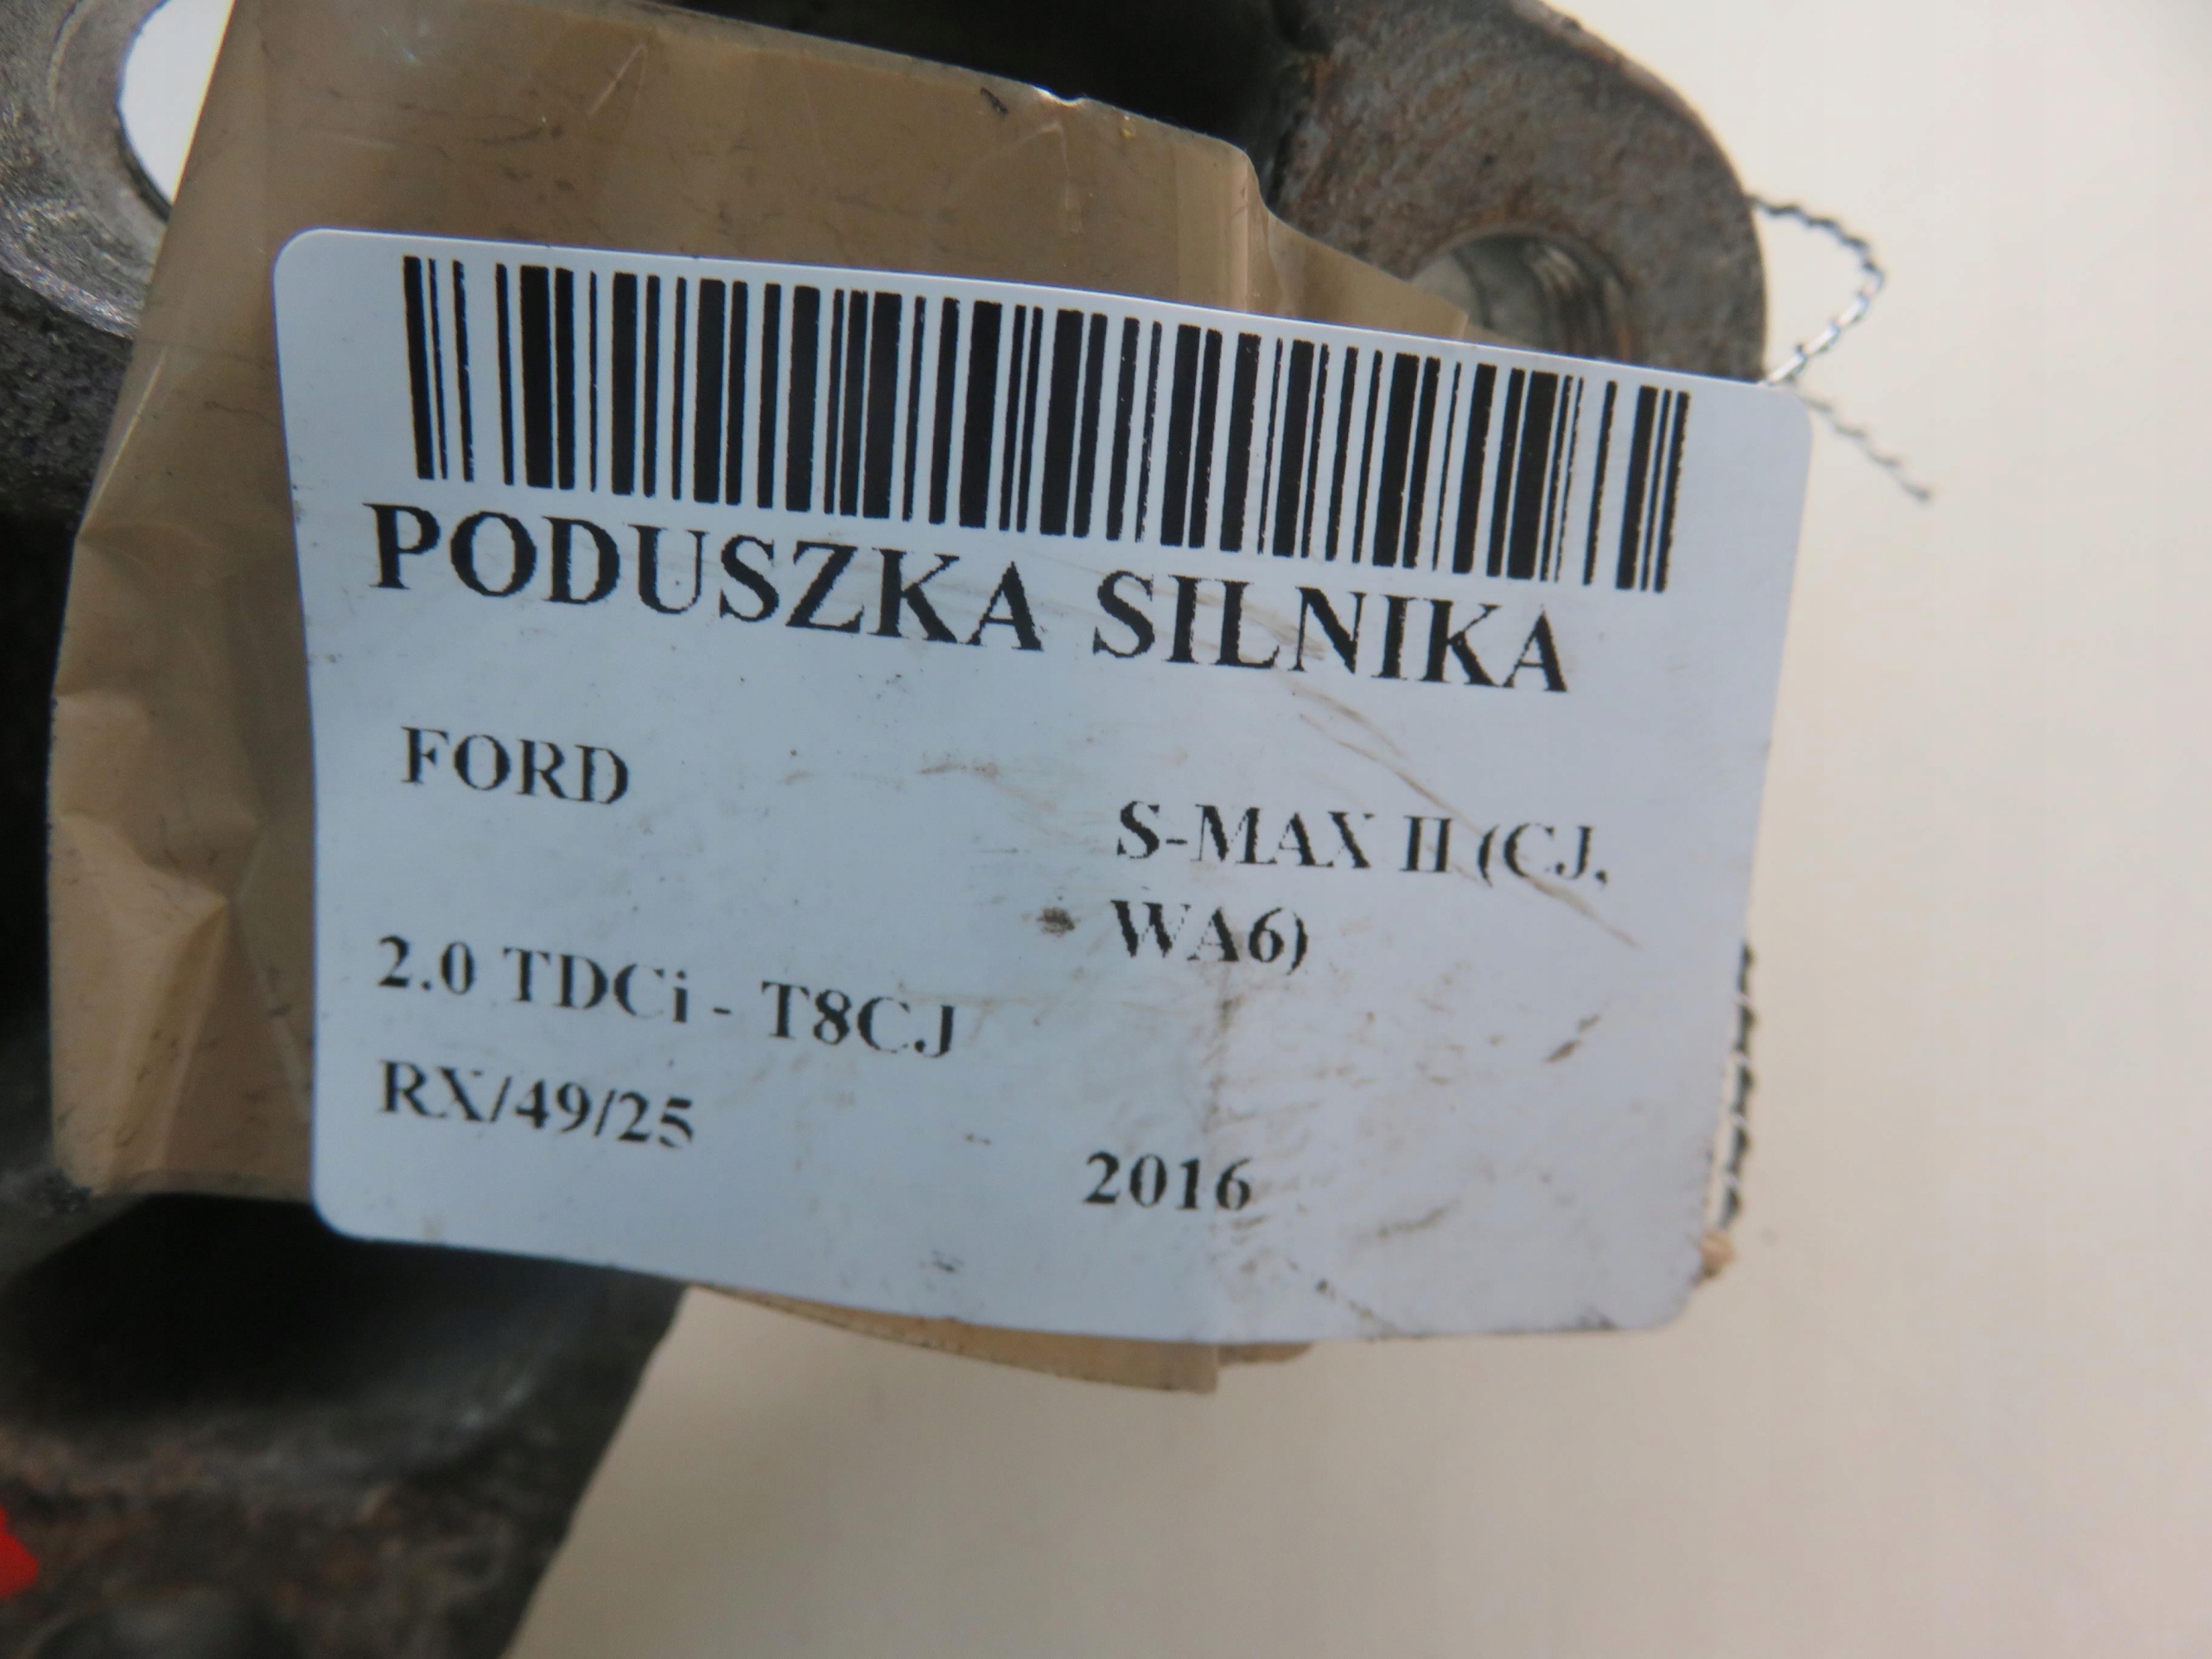 PODUSZKA SILNIKA
FORD
S-MAX II (CJ,
WA6)
2.0 TDCi - T8CJ
RX/49/25
2016